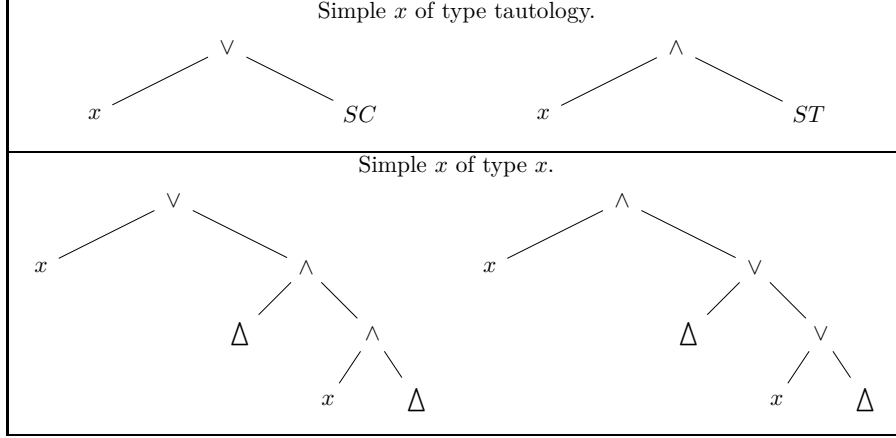 Simple x of type tautology.
∨ ∧
x SC x ST
Simple x of type x.
∨ ∧
x ∧ x ∨
Δ ∧ Δ ∨
x Δ x Δ